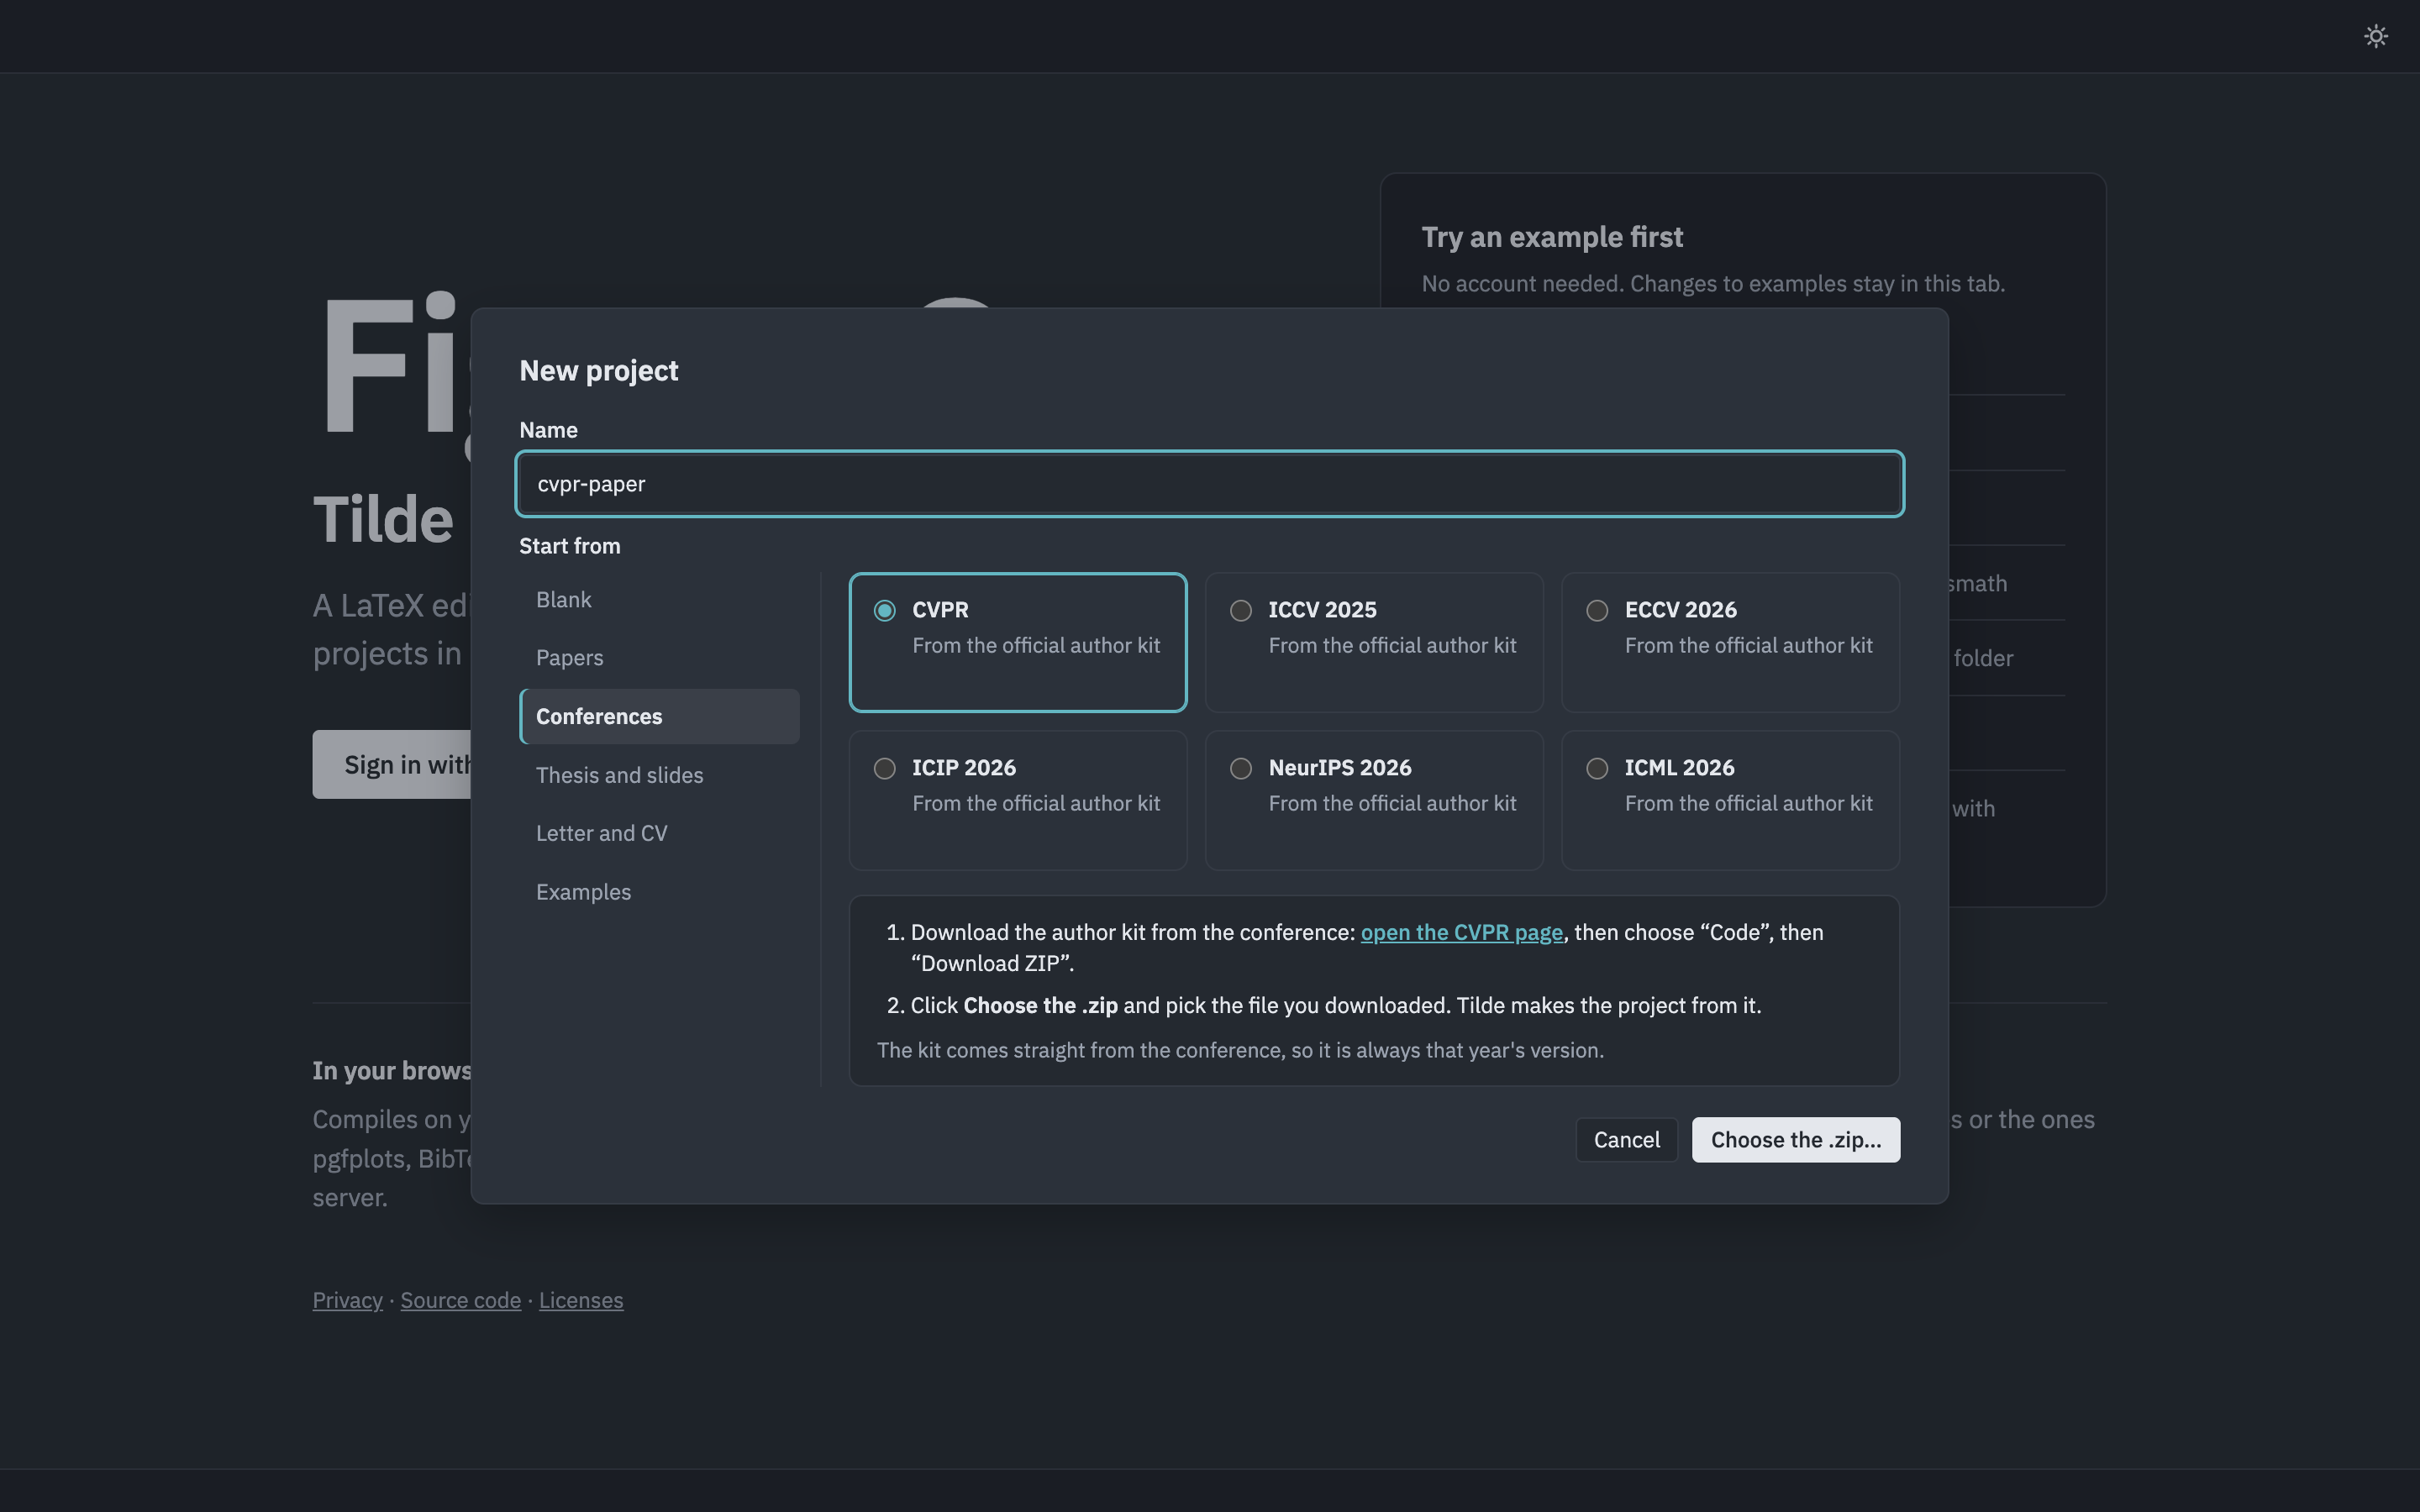 Try an example first
No account needed. Changes to examples stay in this tab.
Tilde
A LaTeX
projects in
Sign in with
smath
folder
with
New project
Name
cvpr-paper
Start from
Blank
Papers
Conferences
Thesis and slides
Letter and CV
Examples
CVPR
From the official author kit
ICCV 2025
From the official author kit
ECCV 2026
From the official author kit
ICIP 2026
From the official author kit
NeurIPS 2026
From the official author kit
ICML 2026
From the official author kit
1. Download the author kit from the conference: open the CVPR page, then choose “Code”, then
“Download ZIP”.
2. Click Choose the .zip and pick the file you downloaded. Tilde makes the project from it.
The kit comes straight from the conference, so it is always that year's version.
Cancel
Choose the .zip...
In your brows
Compiles on y
pgfplots, BibTe
server.
s or the ones
Privacy · Source code · Licenses